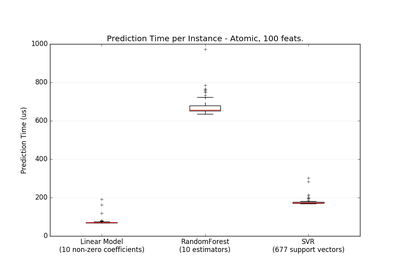 Prediction Time per Instance - Atomic, 100 feats.
1000
800
600
400
200
0
Prediction Time (us)
Linear Model
(10 non-zero coefficients)
RandomForest
(10 estimators)
SVR
(677 support vectors)